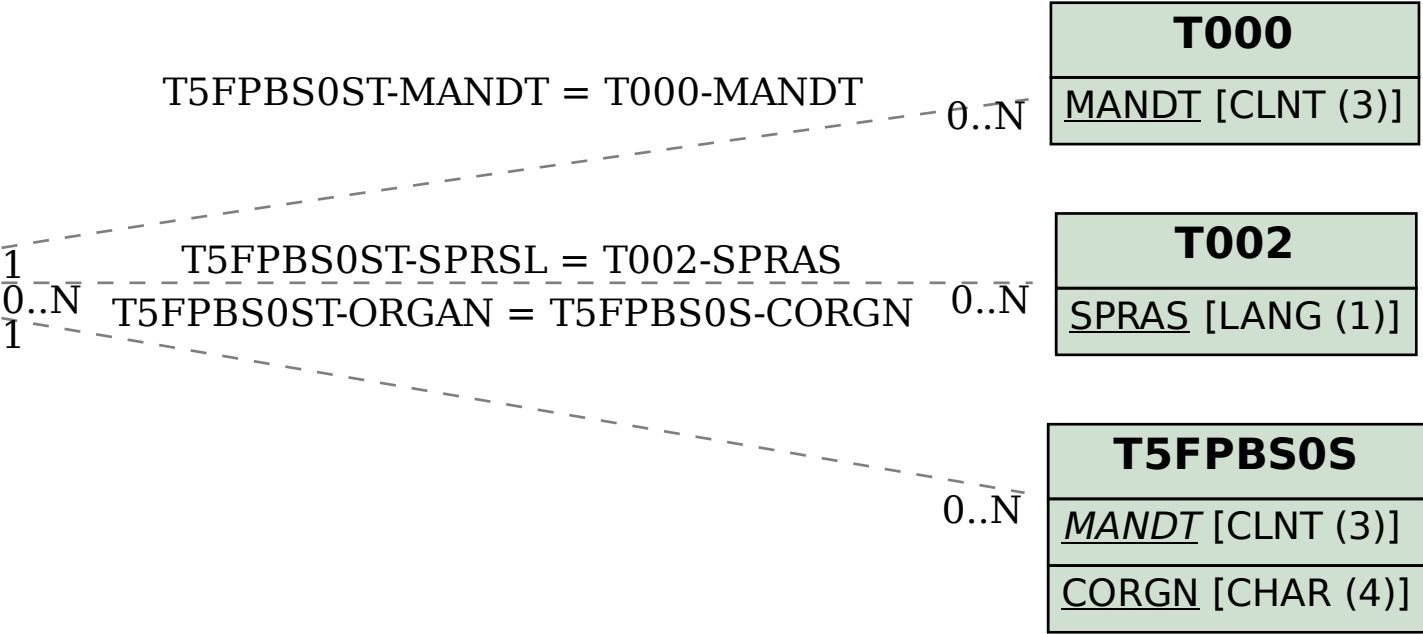 T000
T5FPBS0ST-MANDT = T000-MANDT
0..N
MANDT [CLNT (3)]
1
T5FPBS0ST-SPRSL = T002-SPRAS
T002
0..N
T5FPBS0ST-ORGAN = T5FPBS0S-CORGN
0..N
SPRAS [LANG (1)]
1
T5FPBS0S
0..N
MANDT [CLNT (3)]
CORGN [CHAR (4)]